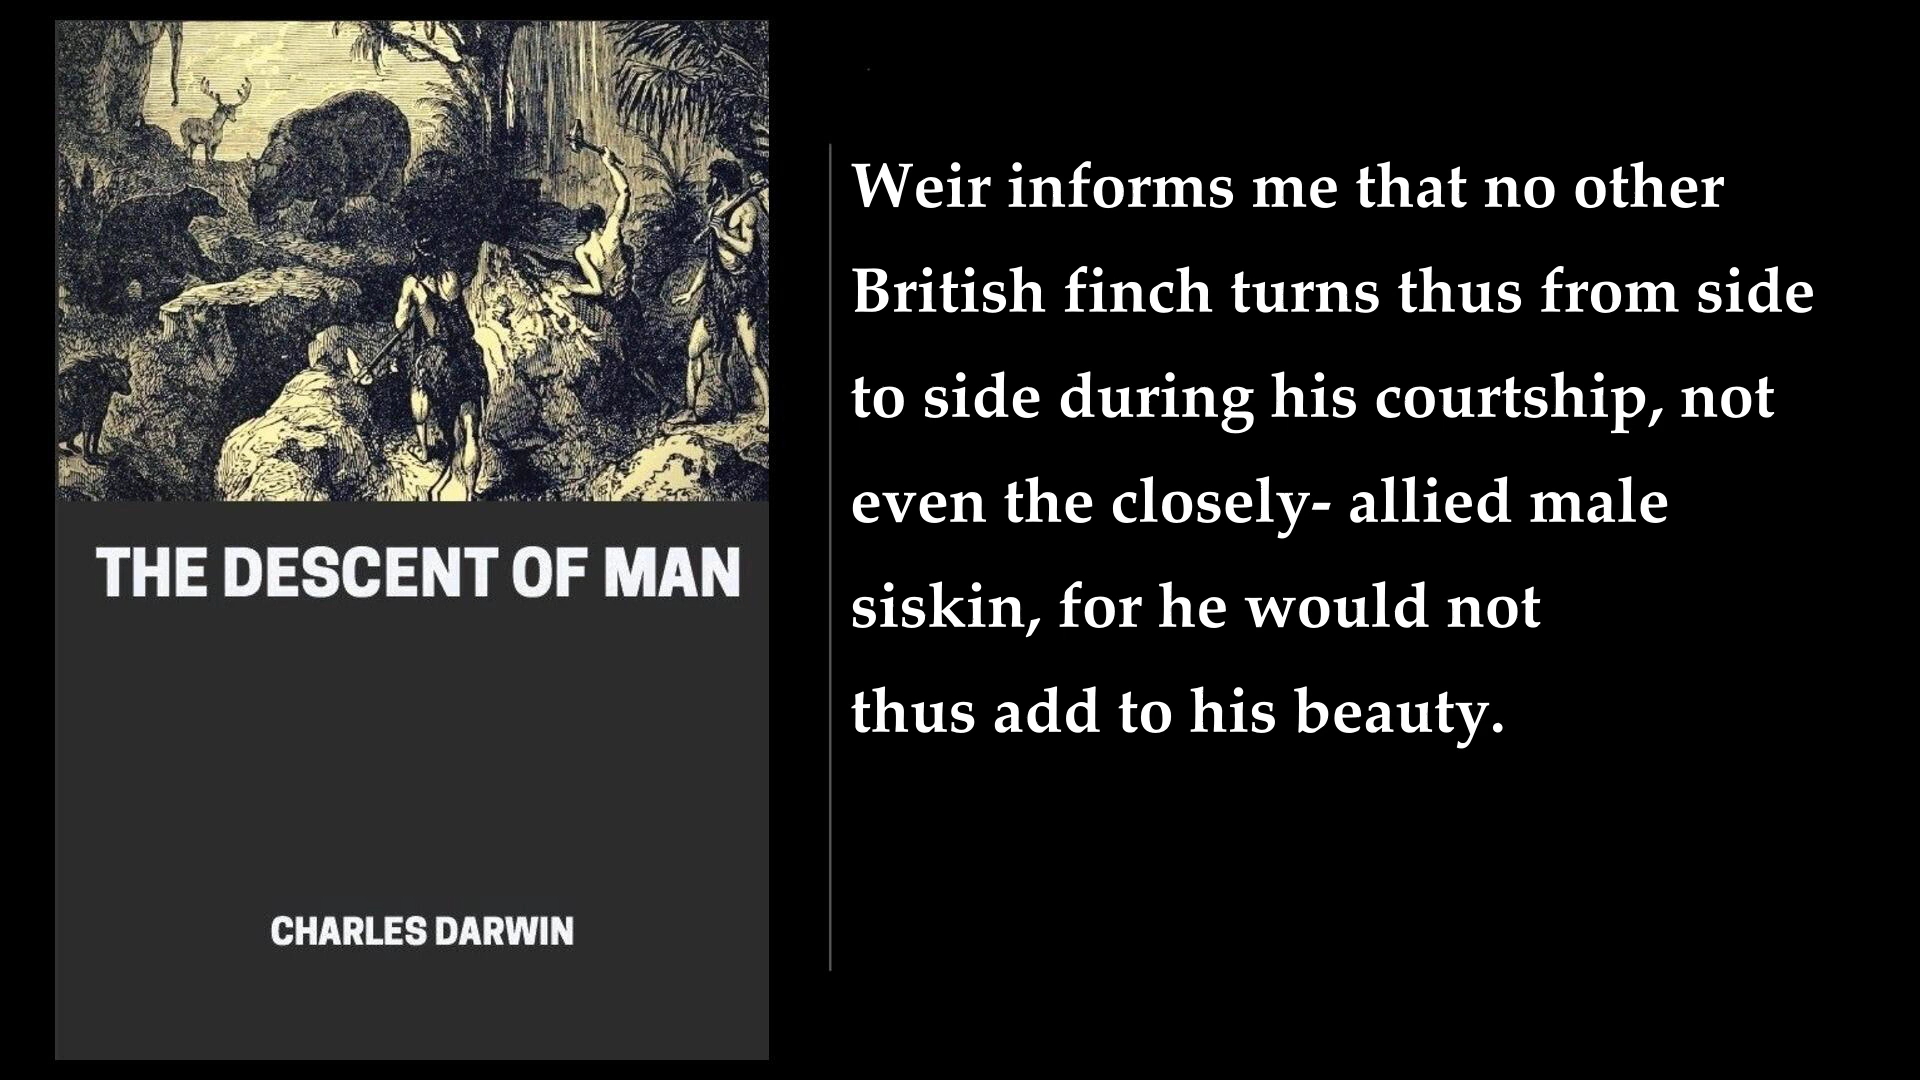 THE DESCENT OF MAN
CHARLES DARWIN
Weir informs me that no other
British finch turns thus from side
to side during his courtship, not
even the closely- allied male
siskin, for he would not
thus add to his beauty.